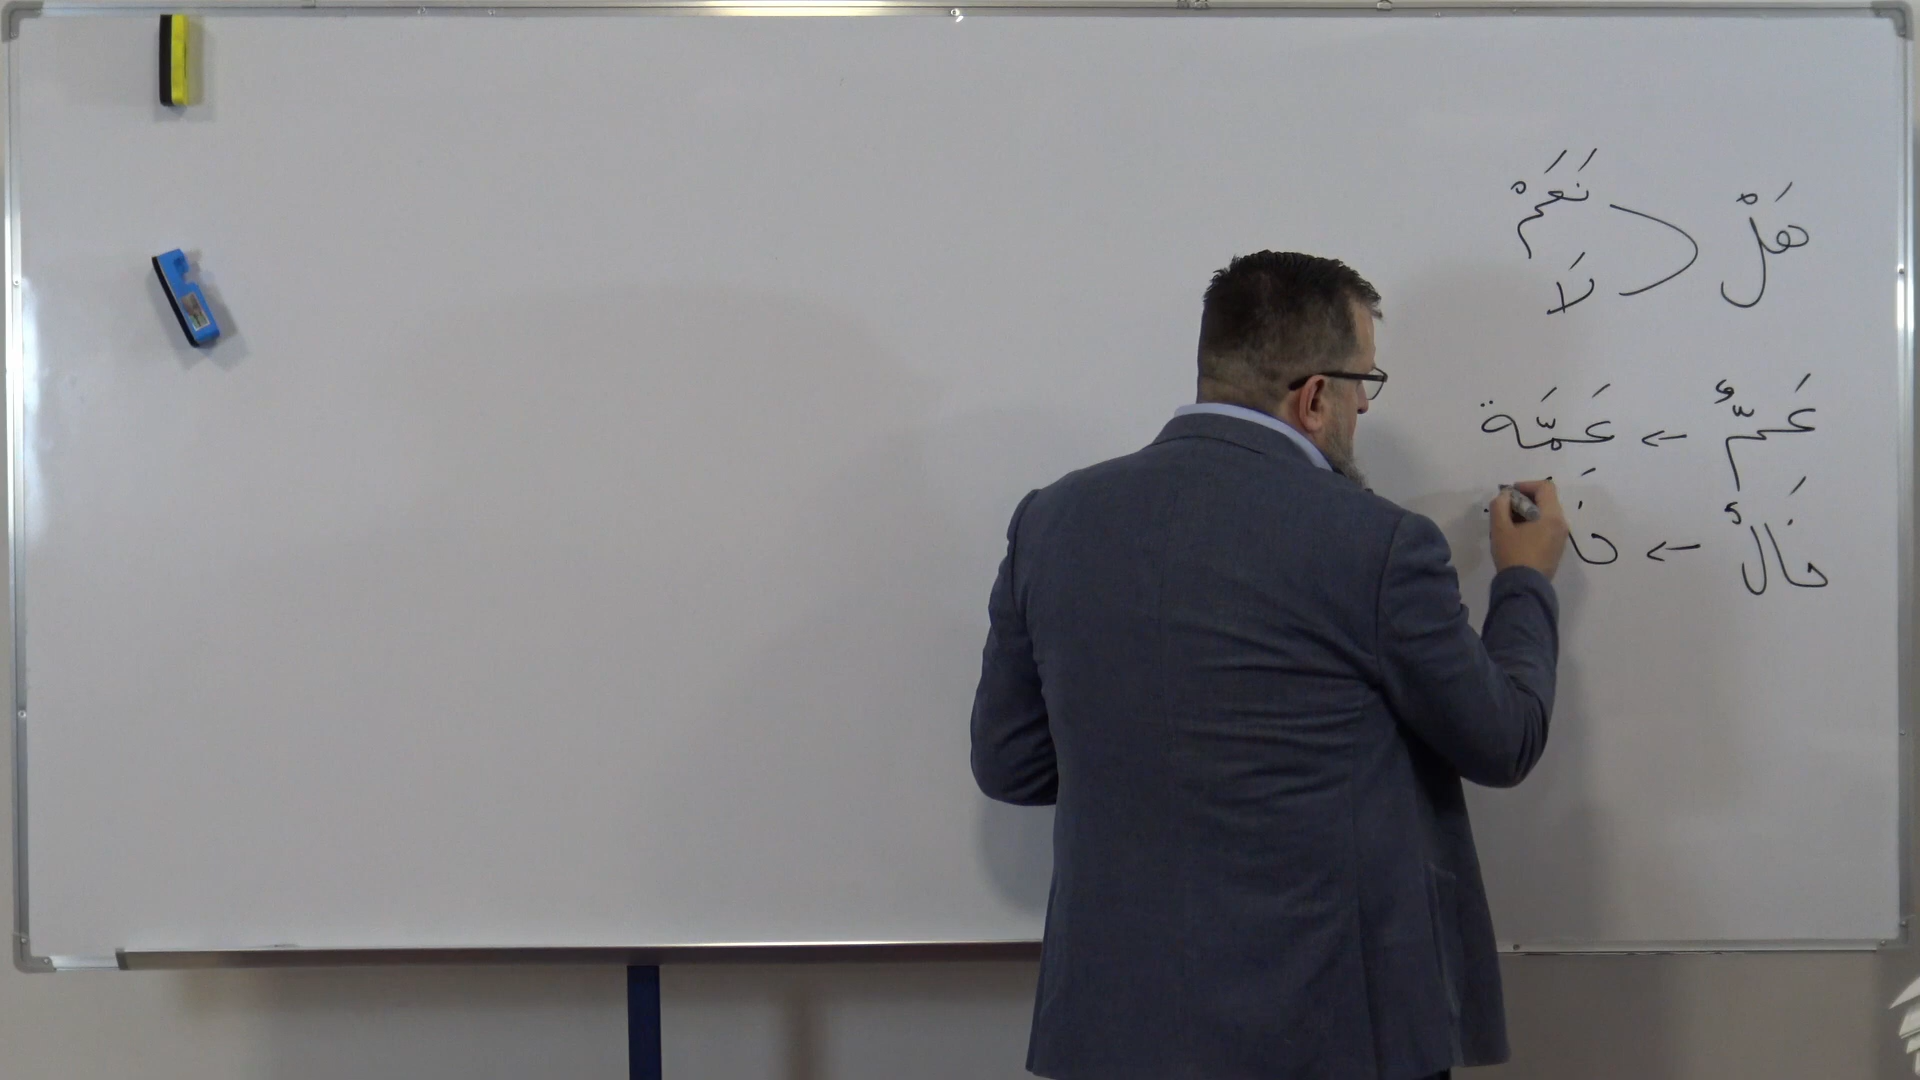 هَلْ نَعَمْ
لَا
عَمٌّ ← عَمَّة
خَالٌ ←